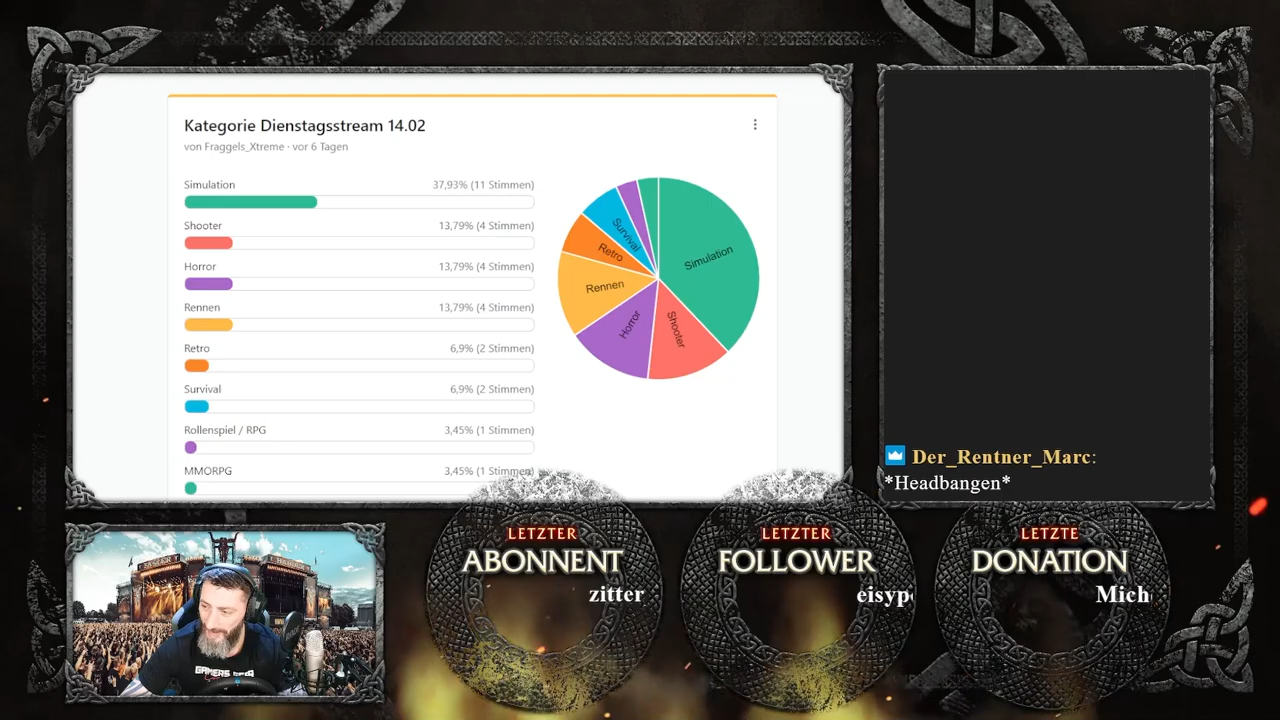 Kategorie Dienstagsstream 14.02
von Fraggels_Xtreme · vor 6 Tagen
Simulation 37,93% (11 Stimmen)
Shooter 13,79% (4 Stimmen)
Horror 13,79% (4 Stimmen)
Rennen 13,79% (4 Stimmen)
Retro 6,9% (2 Stimmen)
Survival 6,9% (2 Stimmen)
Rollenspiel / RPG 3,45% (1 Stimmen)
MMORPG 3,45% (1 Stimmen)
Simulation
Shooter
Horror
Rennen
Retro
Survival
Der_Rentner_Marc:
*Headbangen*
LETZTER
ABONNENT
zitter
LETZTER
FOLLOWER
eisyp
LETZTE
DONATION
Mich